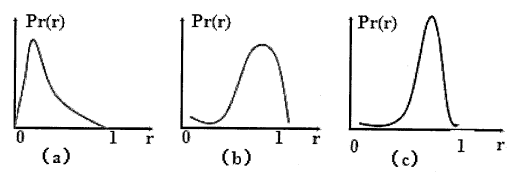 Pr(r) Pr(r) Pr(r)
0 1 r 0 1 r 0 1 r
(a) (b) (c)